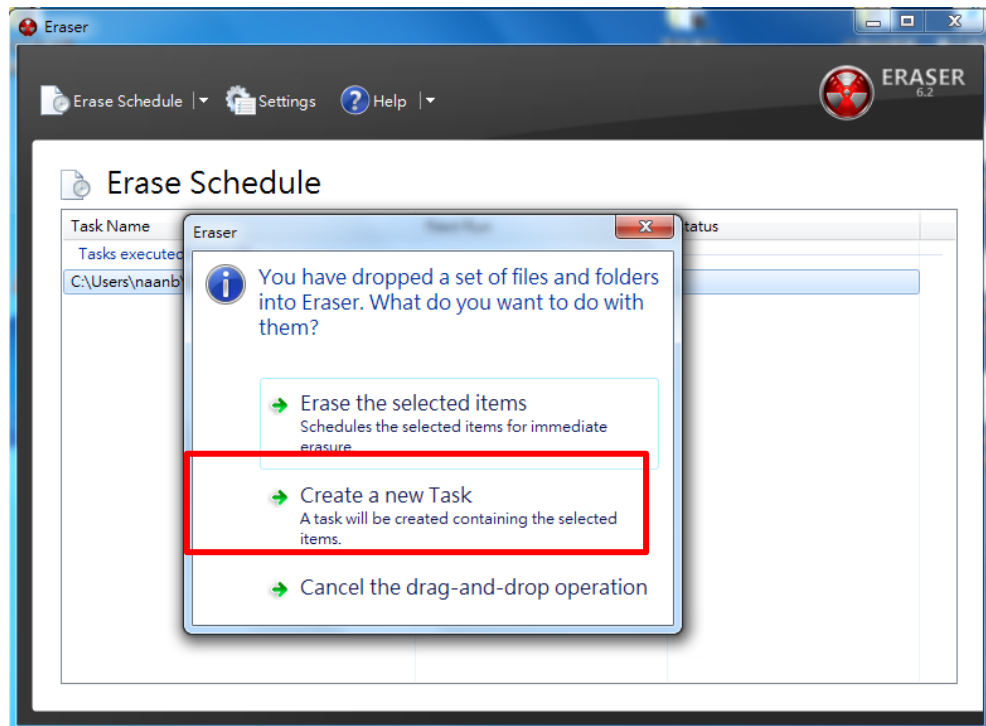 Eraser
Erase Schedule
Settings
Help
ERASER
6.2
Erase Schedule
Task Name
Next Run
tatus
Tasks executed
C:\Users\naanb\
Eraser
You have dropped a set of files and folders
into Eraser. What do you want to do with
them?
Erase the selected items
Schedules the selected items for immediate
erasure.
Create a new Task
A task will be created containing the selected
items.
Cancel the drag-and-drop operation